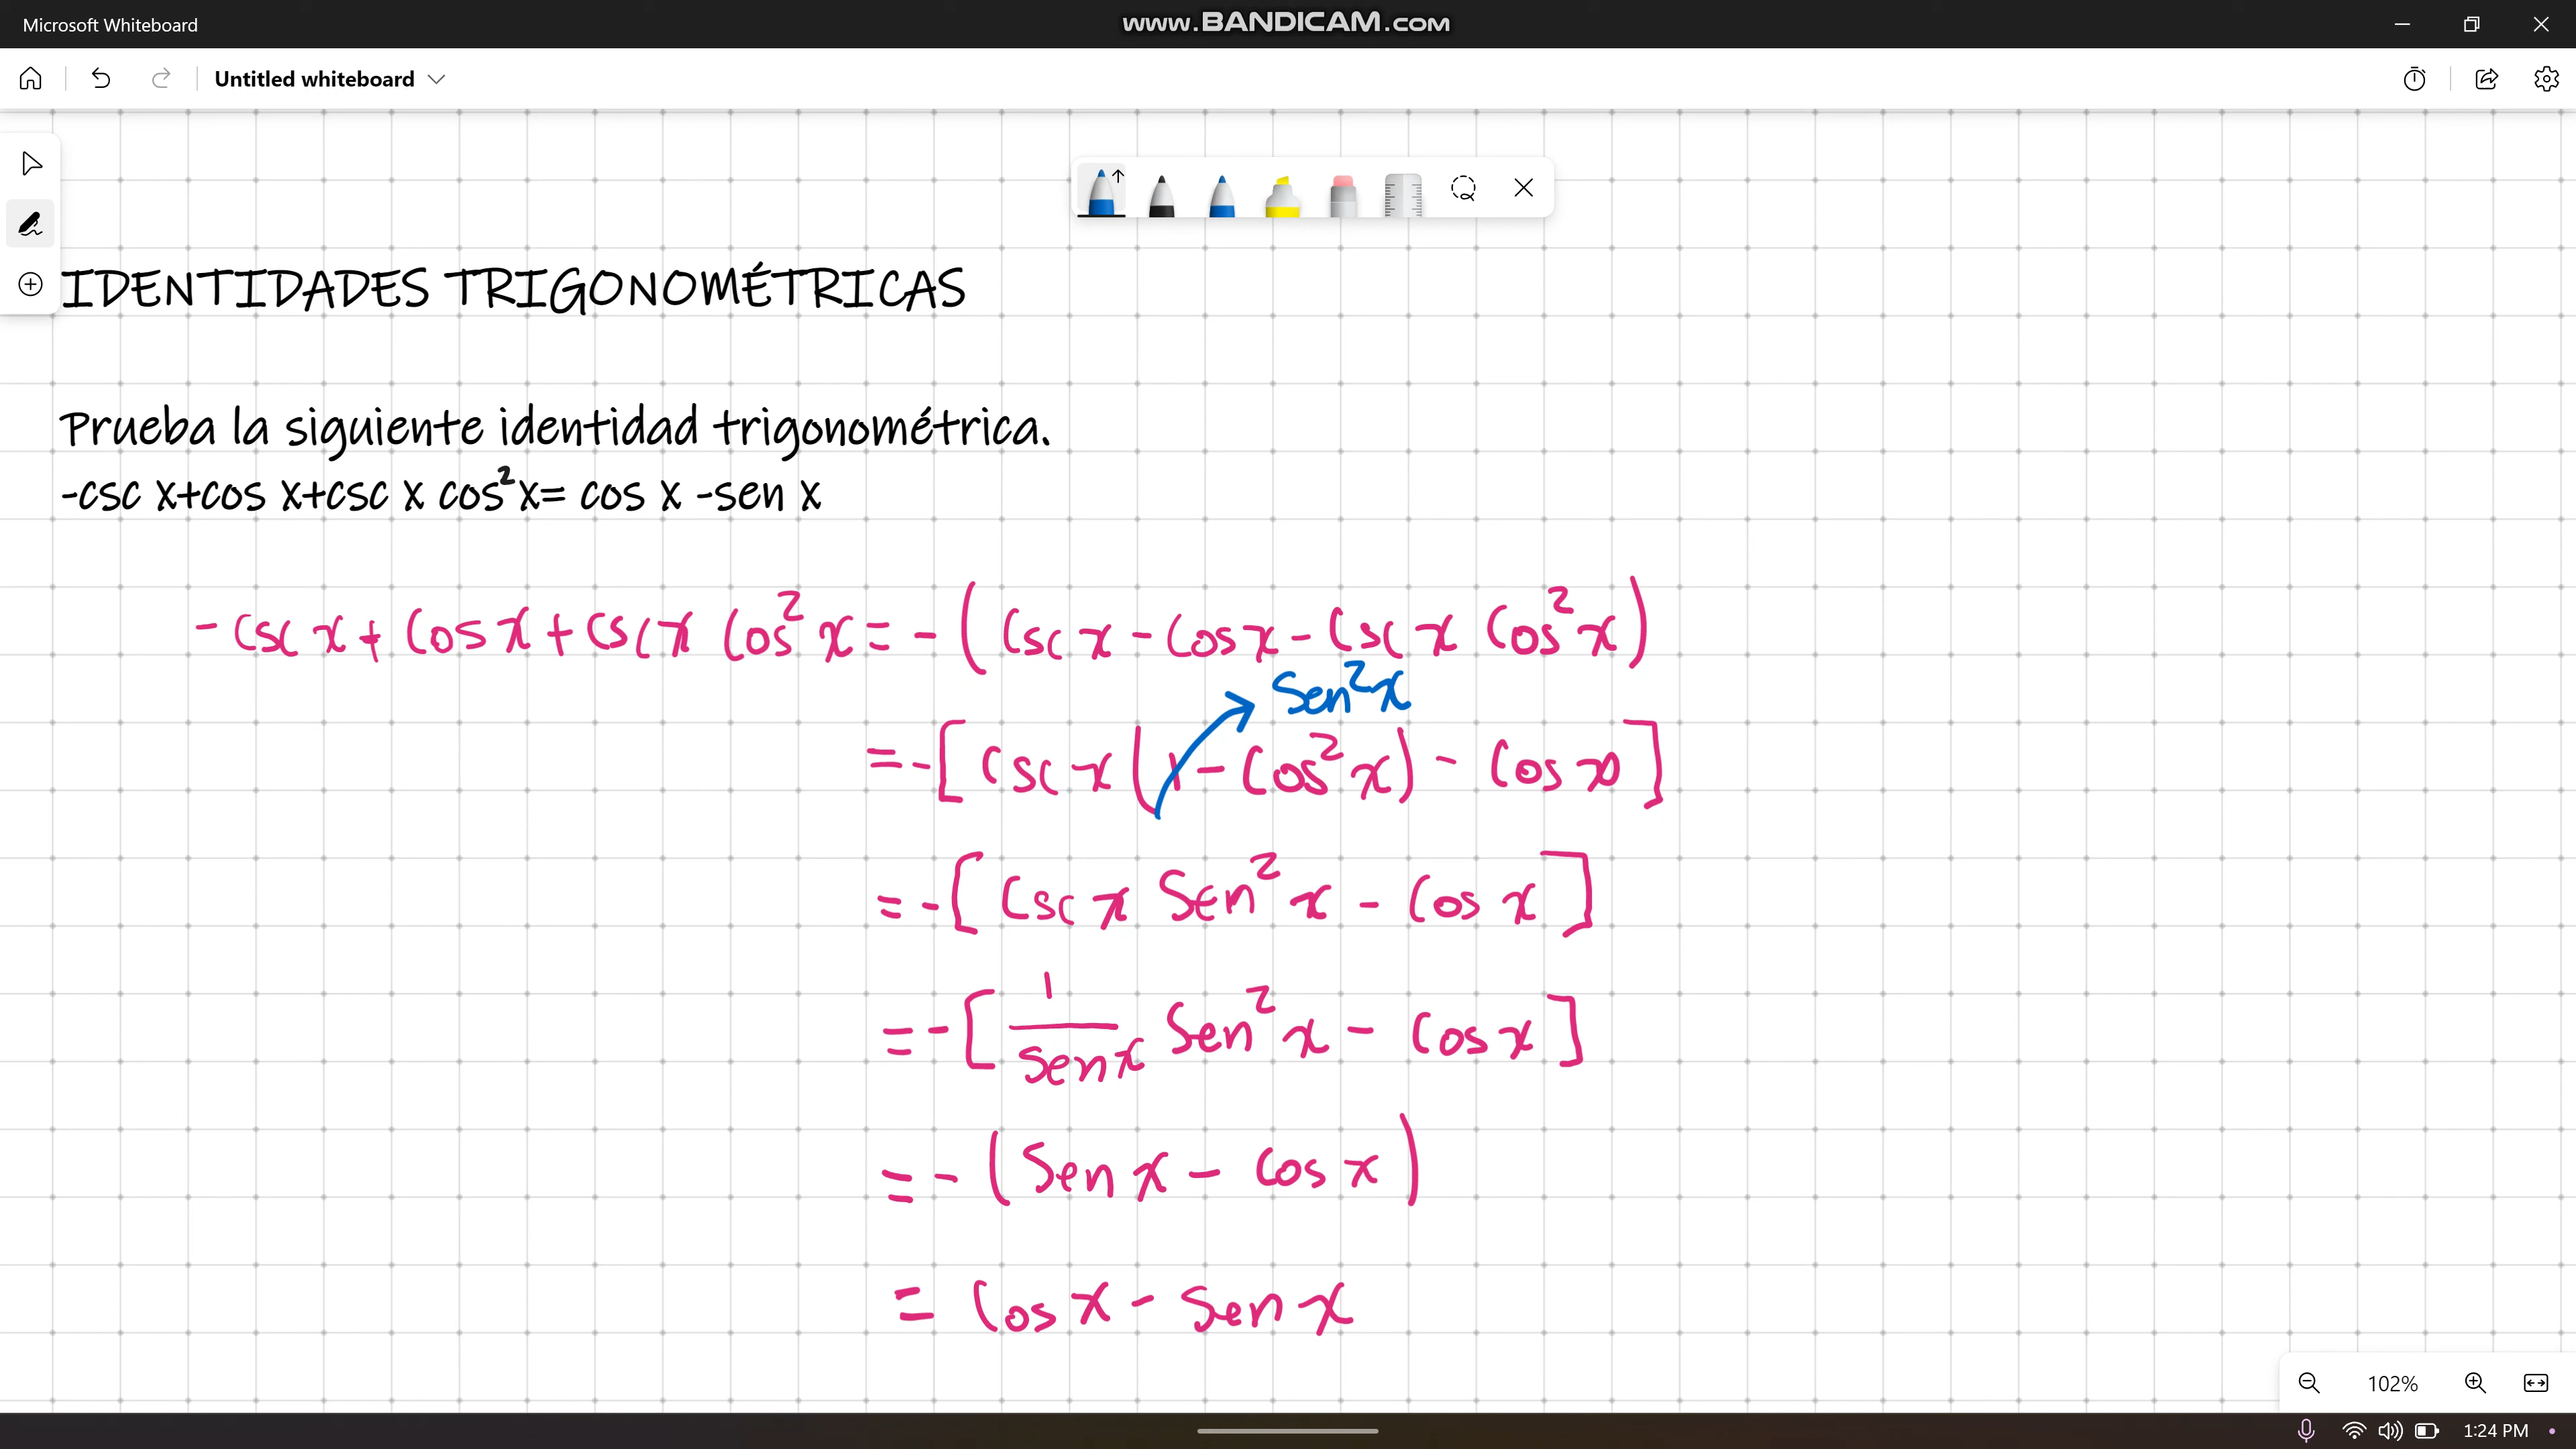 Microsoft Whiteboard
www.BANDICAM.com
Untitled whiteboard
IDENTIDADES TRIGONOMÉTRICAS
Prueba la siguiente identidad trigonométrica.
-csc x+cos x+csc x cos²x= cos x -sen x
- Csc x + Cos x + Csc x Cos² x = - ( Csc x - Cos x - Csc x Cos² x )
Sen² x
= - [ Csc x ( 1 - Cos² x ) - Cos x ]
= - [ Csc x Sen² x - Cos x ]
= - [ 1/sen x Sen² x - Cos x ]
= - ( Sen x - Cos x )
= Cos x - Sen x
102%
1:24 PM